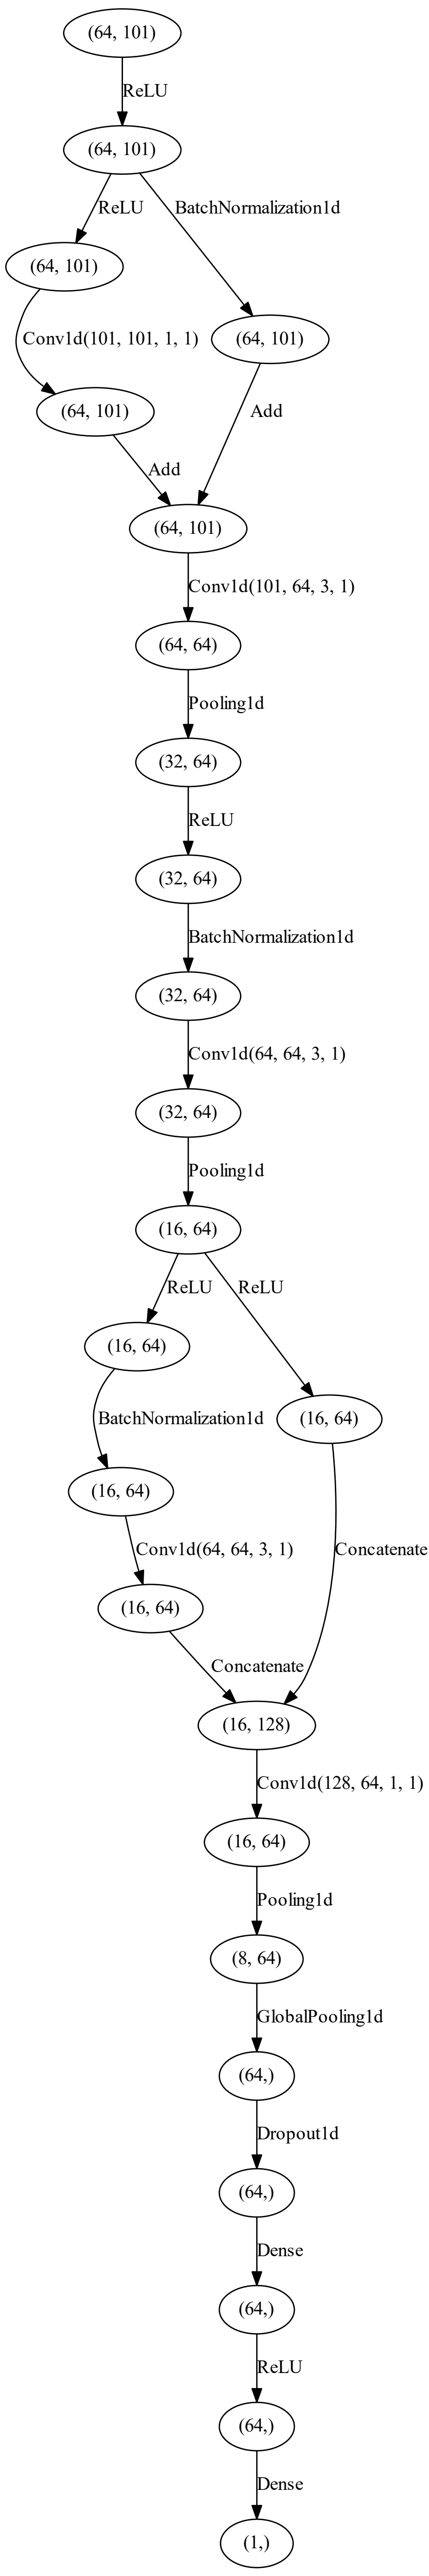 (64, 101)
ReLU
(64, 101)
ReLU
BatchNormalization1d
(64, 101)
Conv1d(101, 101, 1, 1)
(64, 101)
(64, 101)
Add
Add
(64, 101)
Conv1d(101, 64, 3, 1)
(64, 64)
Pooling1d
(32, 64)
ReLU
(32, 64)
BatchNormalization1d
(32, 64)
Conv1d(64, 64, 3, 1)
(32, 64)
Pooling1d
(16, 64)
ReLU
ReLU
(16, 64)
BatchNormalization1d
(16, 64)
(16, 64)
Conv1d(64, 64, 3, 1)
Concatenate
(16, 64)
Concatenate
(16, 128)
Conv1d(128, 64, 1, 1)
(16, 64)
Pooling1d
(8, 64)
GlobalPooling1d
(64,)
Dropout1d
(64,)
Dense
(64,)
ReLU
(64,)
Dense
(1,)